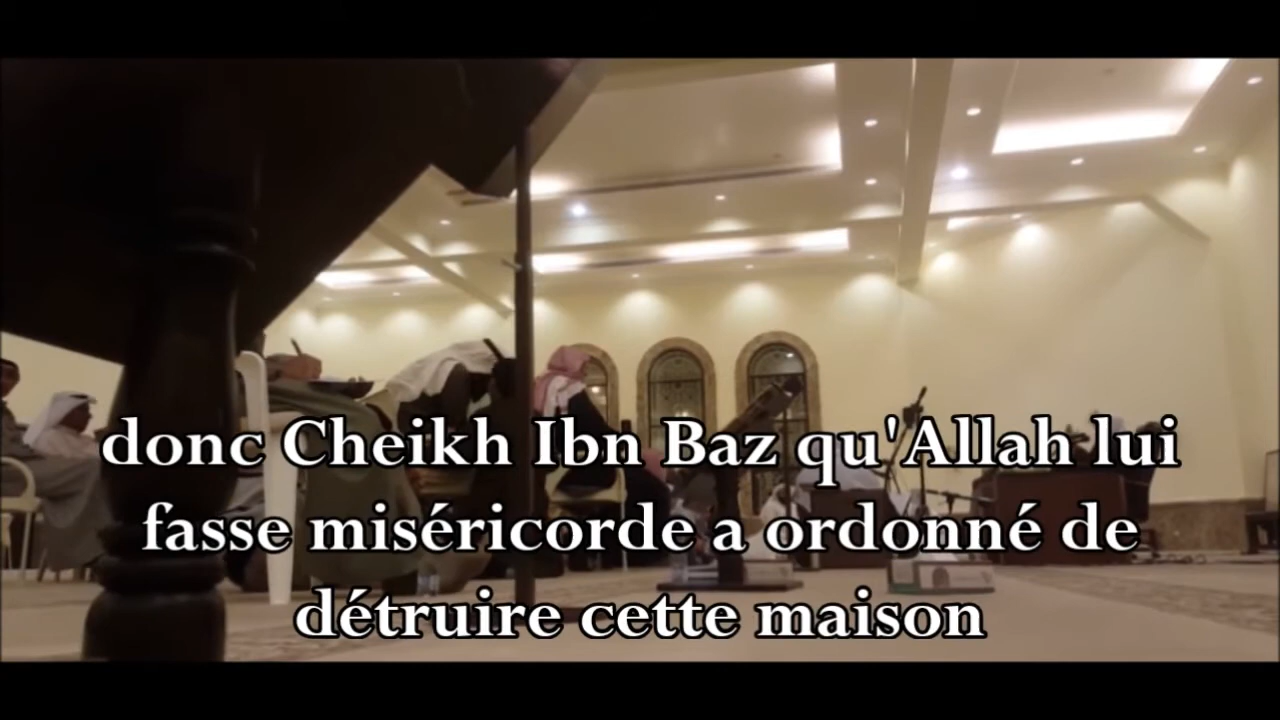 donc Cheikh Ibn Baz qu'Allah lui
fasse miséricorde a ordonné de
détruire cette maison